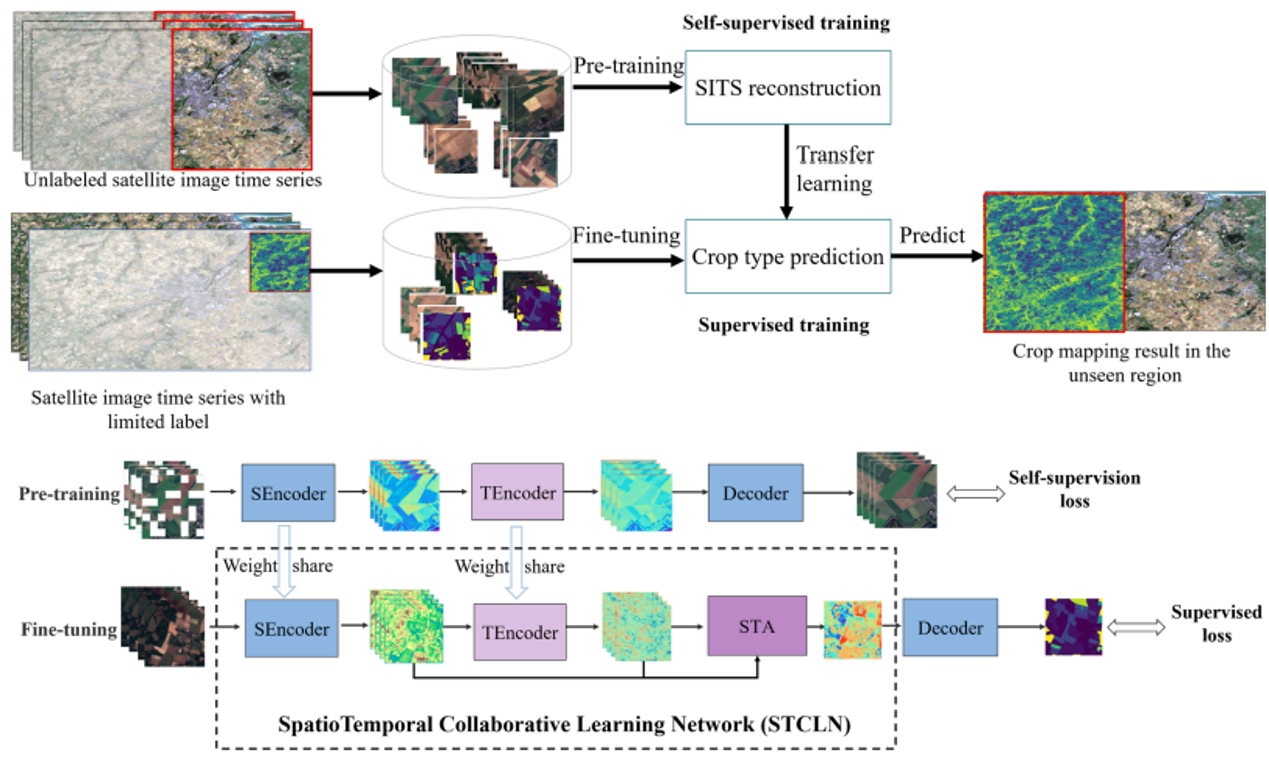 Self-supervised training
Pre-training
SITS reconstruction
Unlabeled satellite image time series
Transfer
learning
Fine-tuning
Crop type prediction
Predict
Supervised training
Crop mapping result in the
unseen region
Satellite image time series with
limited label
Pre-training
SEncoder
TEncoder
Decoder
Self-supervision
loss
Weight share
Weight share
Fine-tuning
SEncoder
TEncoder
STA
Decoder
Supervised
loss
SpatioTemporal Collaborative Learning Network (STCLN)